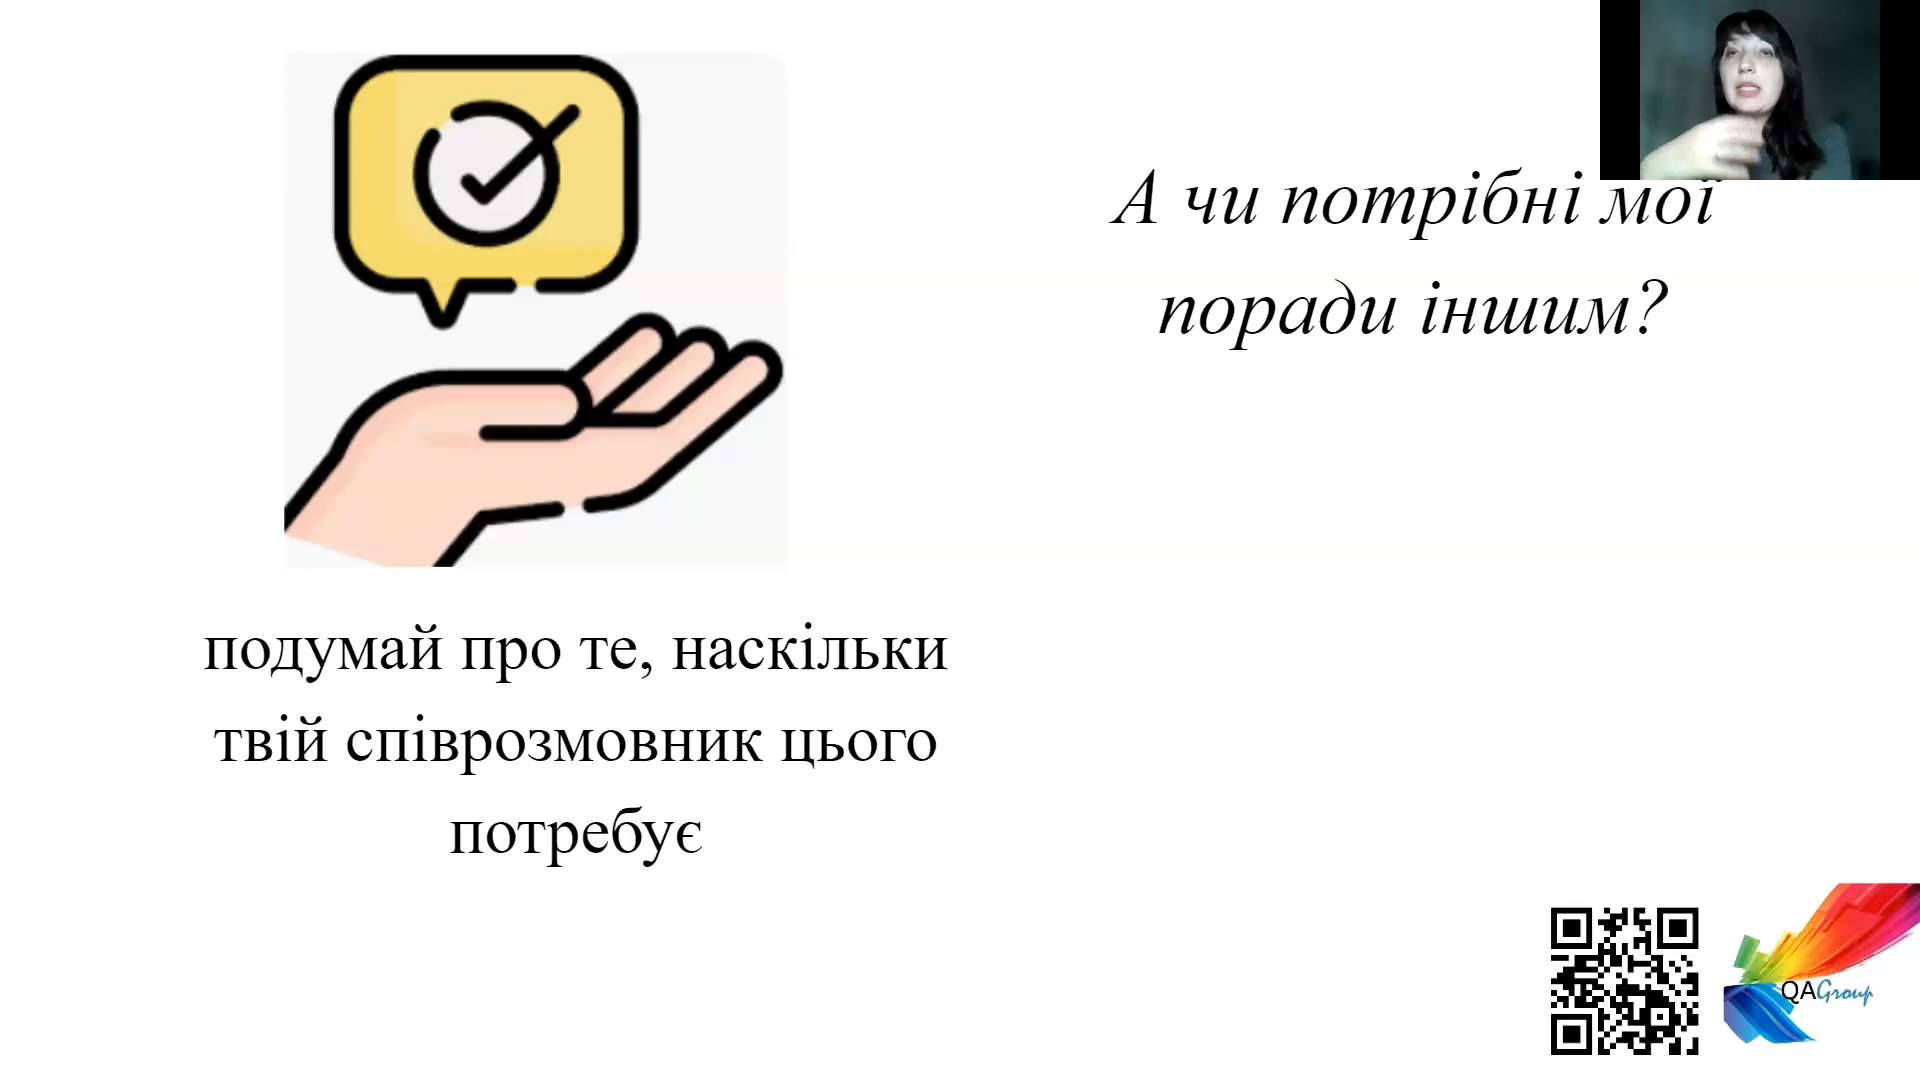 А чи потрібні мої
поради іншим?
подумай про те, наскільки
твій співрозмовник цього
потребує
QAGroup